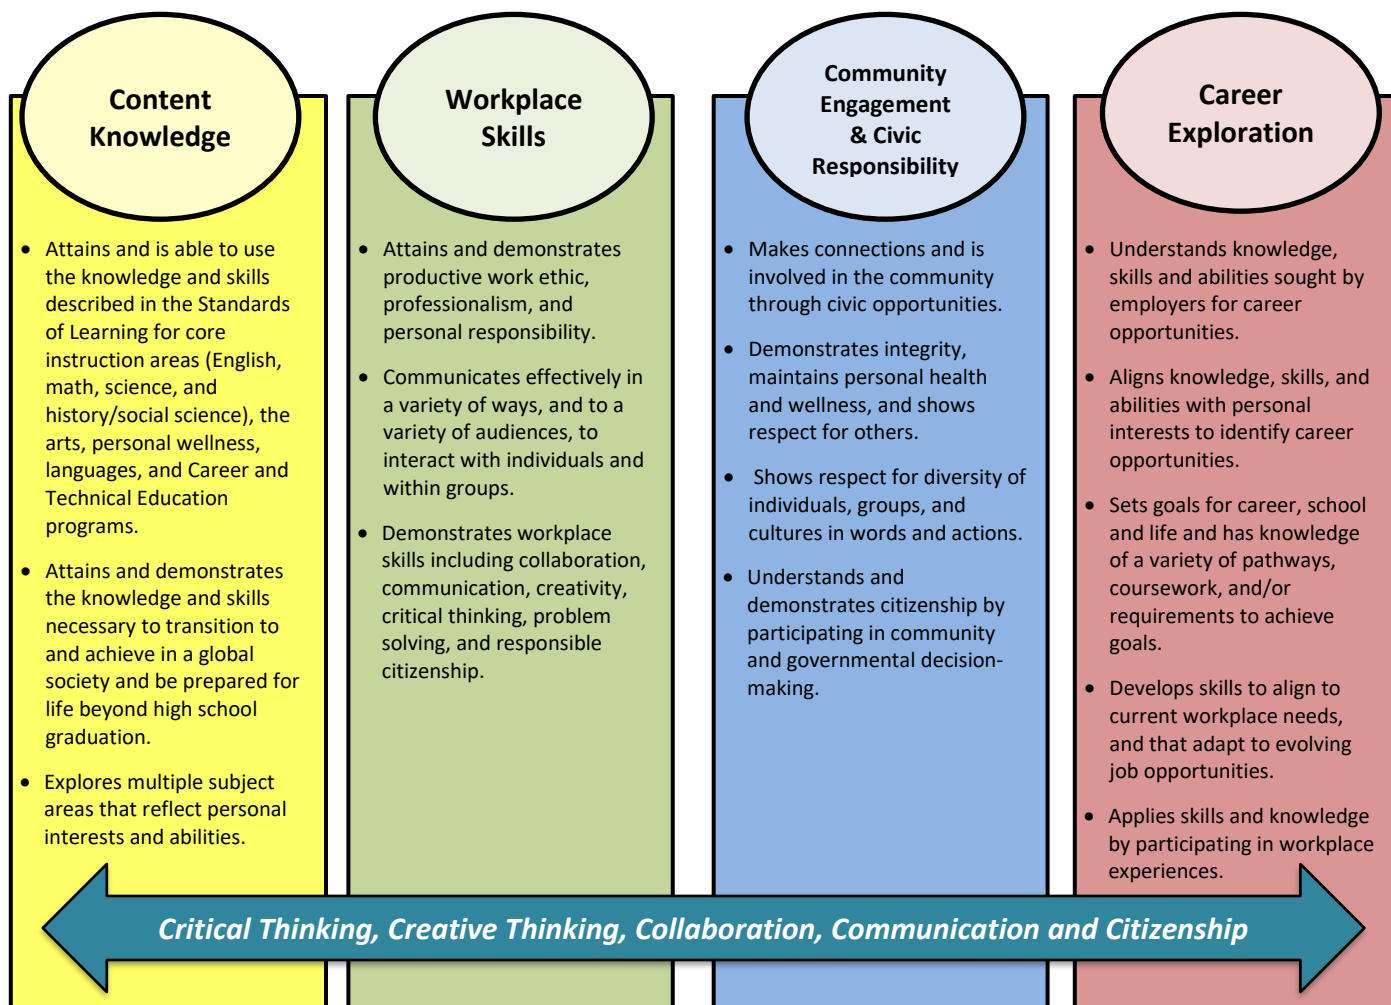 Content
Knowledge
• Attains and is able to use
the knowledge and skills
described in the Standards
of Learning for core
instruction areas (English,
math, science, and
history/social science), the
arts, personal wellness,
languages, and Career and
Technical Education
programs.
• Attains and demonstrates
the knowledge and skills
necessary to transition to
and achieve in a global
society and be prepared for
life beyond high school
graduation.
• Explores multiple subject
areas that reflect personal
interests and abilities.
Workplace
Skills
• Attains and demonstrates
productive work ethic,
professionalism, and
personal responsibility.
• Communicates effectively in
a variety of ways, and to a
variety of audiences, to
interact with individuals and
within groups.
• Demonstrates workplace
skills including collaboration,
communication, creativity,
critical thinking, problem
solving, and responsible
citizenship.
Community
Engagement
& Civic
Responsibility
• Makes connections and is
involved in the community
through civic opportunities.
• Demonstrates integrity,
maintains personal health
and wellness, and shows
respect for others.
• Shows respect for diversity of
individuals, groups, and
cultures in words and actions.
• Understands and
demonstrates citizenship by
participating in community
and governmental decision-
making.
Career
Exploration
• Understands knowledge,
skills and abilities sought by
employers for career
opportunities.
• Aligns knowledge, skills, and
abilities with personal
interests to identify career
opportunities.
• Sets goals for career, school
and life and has knowledge
of a variety of pathways,
coursework, and/or
requirements to achieve
goals.
• Develops skills to align to
current workplace needs,
and that adapt to evolving
job opportunities.
• Applies skills and knowledge
by participating in workplace
experiences.
Critical Thinking, Creative Thinking, Collaboration, Communication and Citizenship